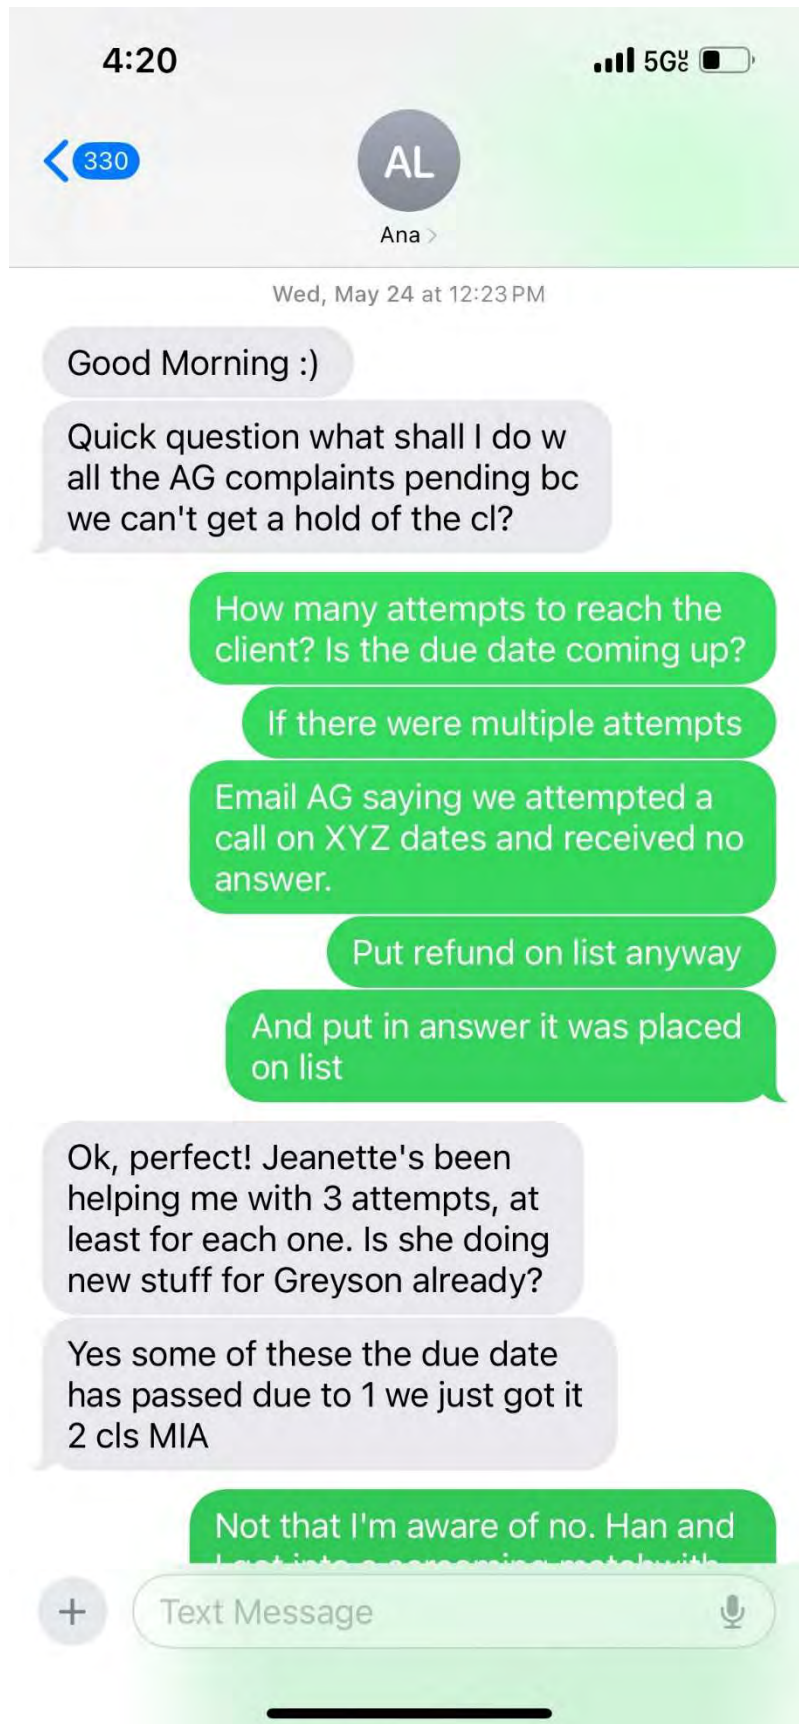 4:20
5G
330
AL
Ana
Wed, May 24 at 12:23 PM
Good Morning :)
Quick question what shall I do w
all the AG complaints pending bc
we can't get a hold of the cl?
How many attempts to reach the
client? Is the due date coming up?
If there were multiple attempts
Email AG saying we attempted a
call on XYZ dates and received no
answer.
Put refund on list anyway
And put in answer it was placed
on list
Ok, perfect! Jeanette's been
helping me with 3 attempts, at
least for each one. Is she doing
new stuff for Greyson already?
Yes some of these the due date
has passed due to 1 we just got it
2 cls MIA
Not that I'm aware of no. Han and
I got into a screaming match with
Text Message